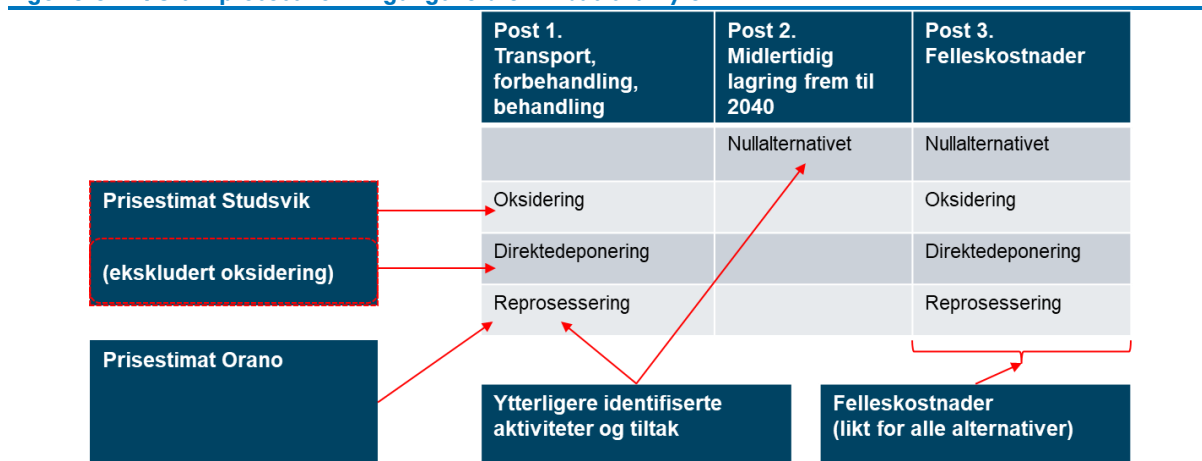 Post 1.
Transport,
forbehandling,
behandling
Post 2.
Midlertidig
lagring frem til
2040
Post 3.
Felleskostnader
Nullalternativet
Nullalternativet
Prisestimat Studsvik
(ekskludert oksidering)
Oksidering
Oksidering
Direktedeponering
Direktedeponering
Reprosessering
Reprosessering
Prisestimat Orano
Ytterligere identifiserte
aktiviteter og tiltak
Felleskostnader
(likt for alle alternativer)